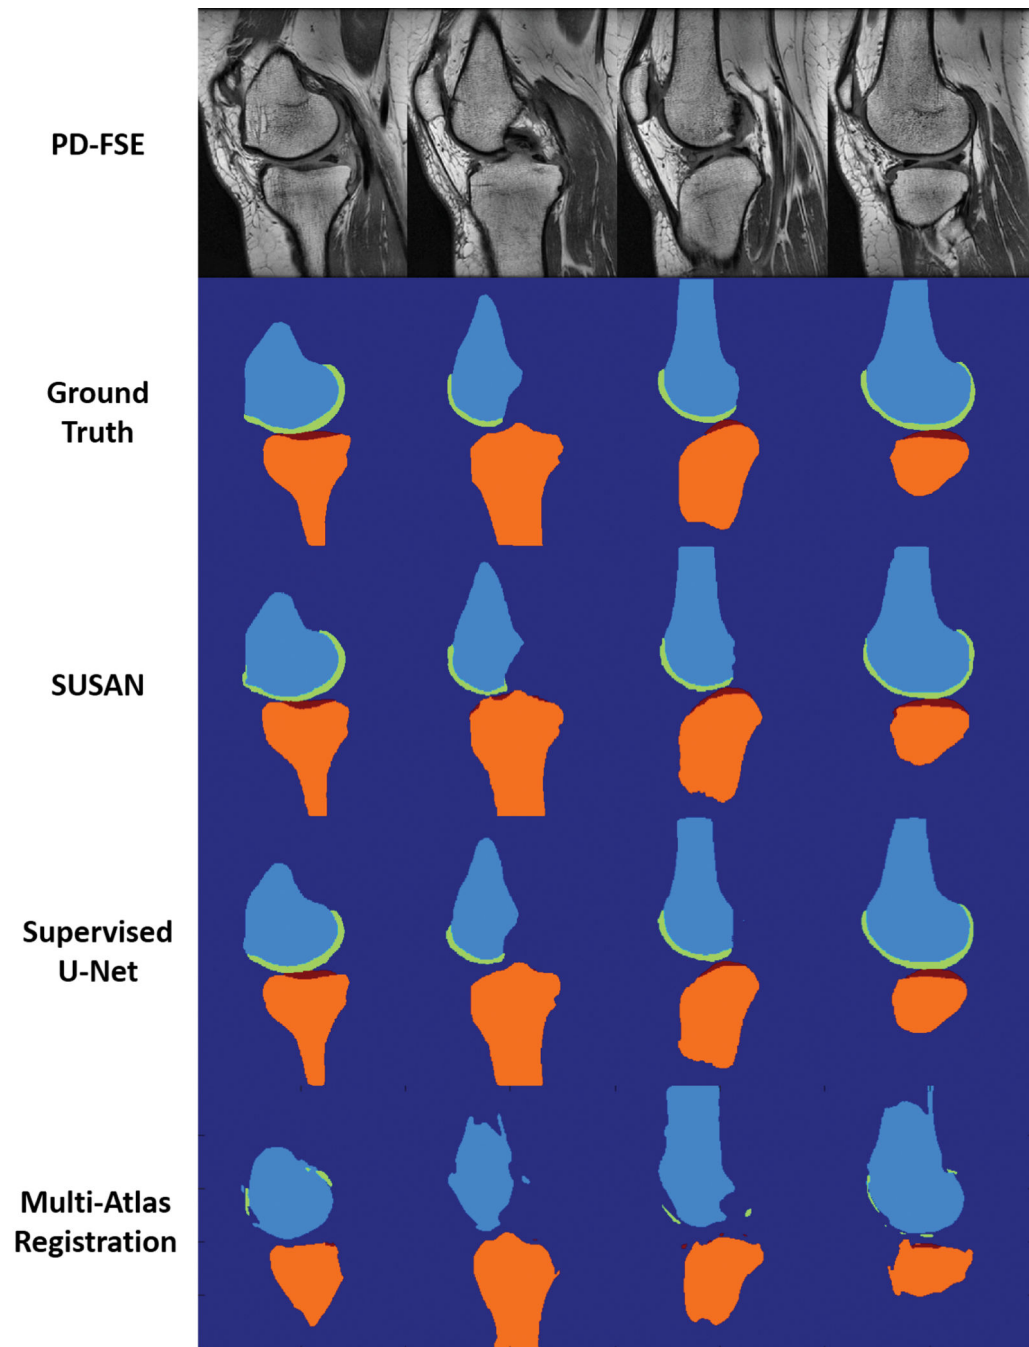 PD-FSE
Ground
Truth
SUSAN
Supervised
U-Net
Multi-Atlas
Registration